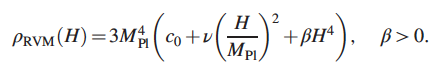 ρ_RVM(H) = 3M_Pl^4 ( c_0 + ν ( H / M_Pl )^2 + βH^4 ), β > 0.